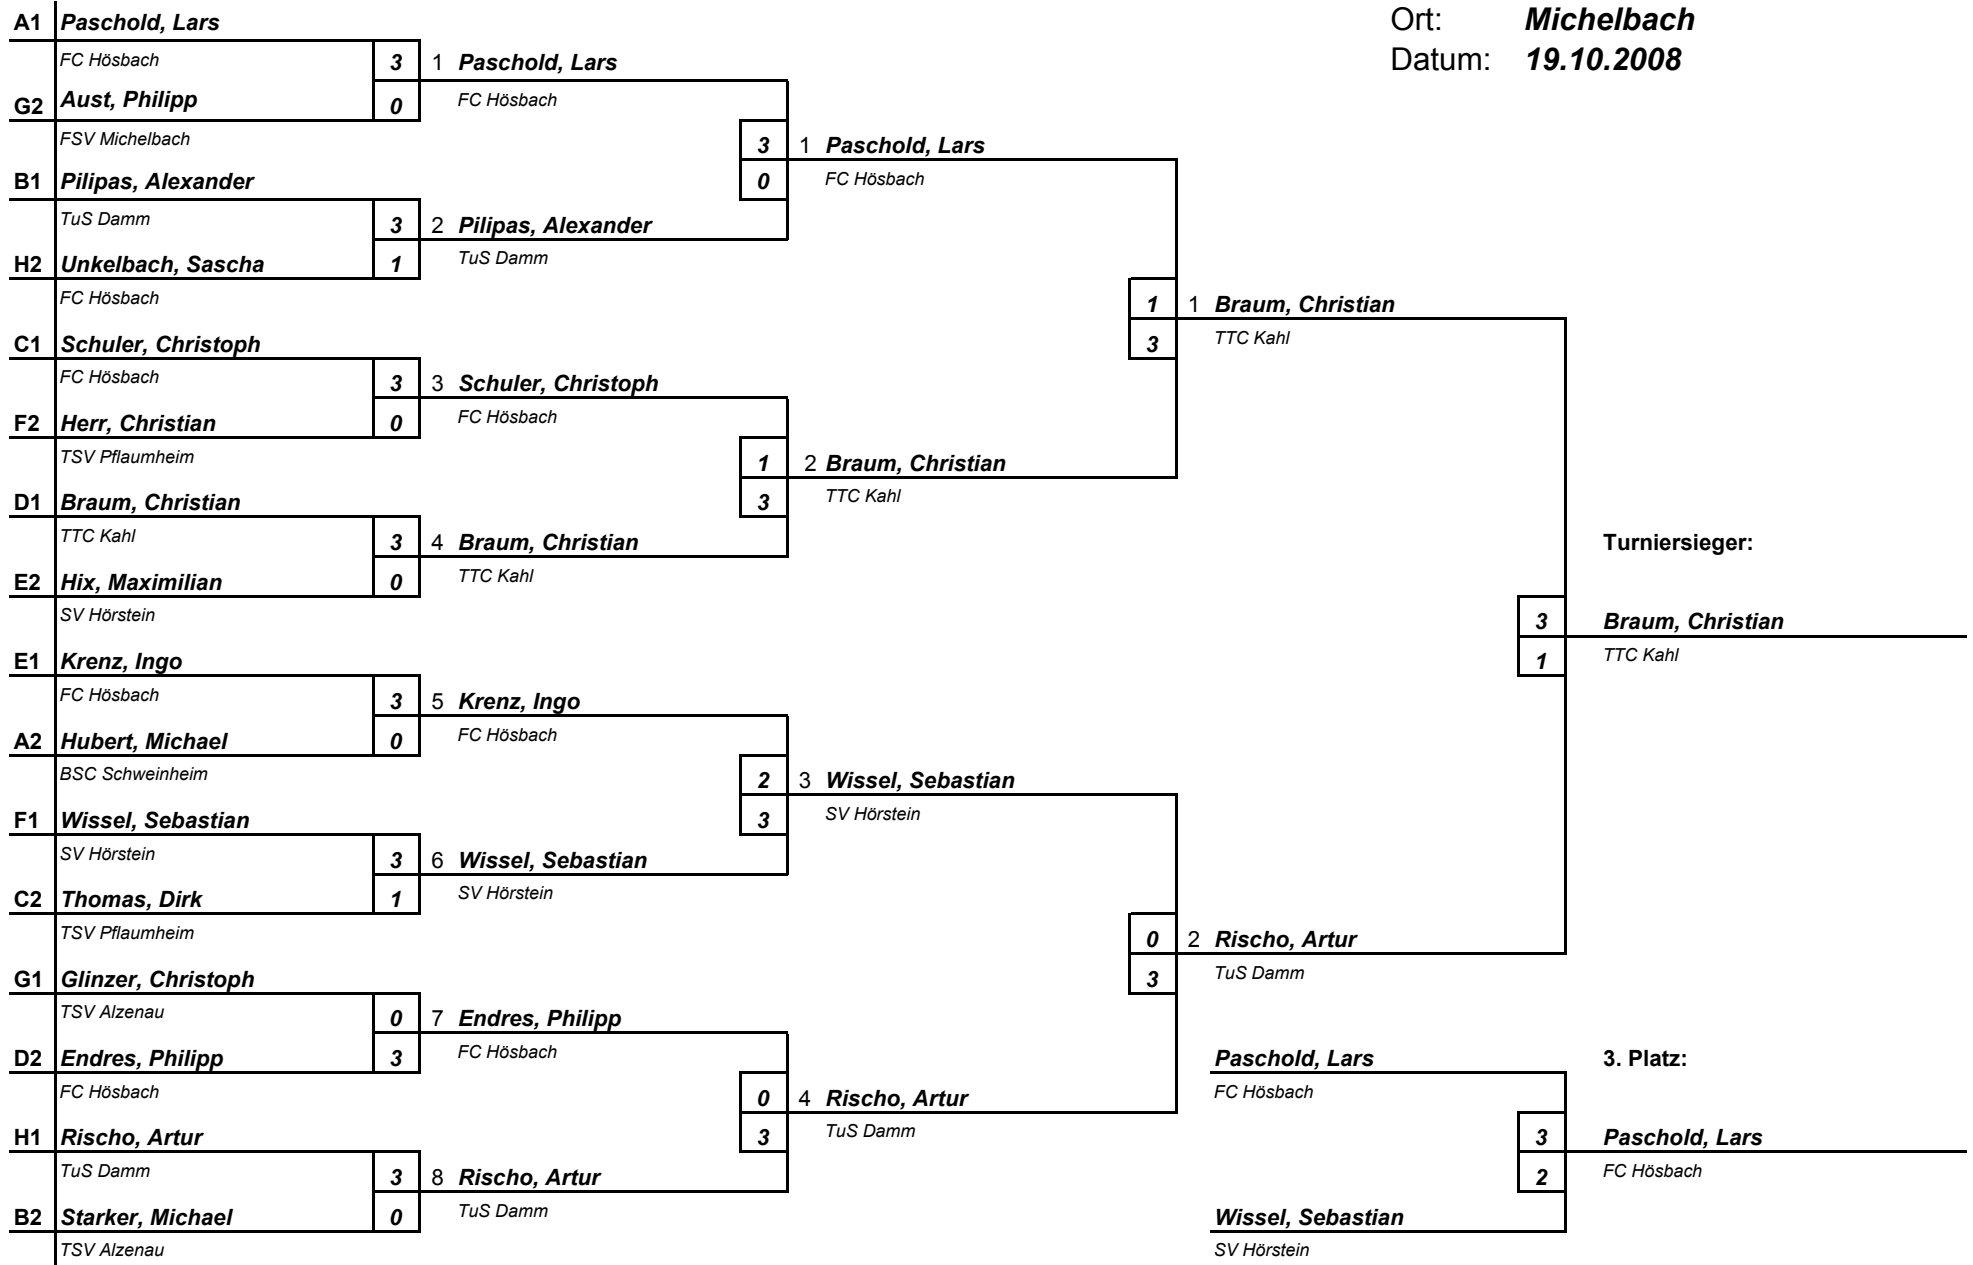 Ort: Michelbach
Datum: 19.10.2008
A1 Paschold, Lars
FC Hösbach 3 1 Paschold, Lars
G2 Aust, Philipp 0 FC Hösbach
FSV Michelbach 3 1 Paschold, Lars
B1 Pilipas, Alexander 0 FC Hösbach
TuS Damm 3 2 Pilipas, Alexander
H2 Unkelbach, Sascha 1 TuS Damm
FC Hösbach 1 1 Braum, Christian
C1 Schuler, Christoph 3 TTC Kahl
FC Hösbach 3 3 Schuler, Christoph
F2 Herr, Christian 0 FC Hösbach
TSV Pflaumheim 1 2 Braum, Christian
D1 Braum, Christian 3 TTC Kahl
TTC Kahl 3 4 Braum, Christian Turniersieger:
E2 Hix, Maximilian 0 TTC Kahl
SV Hörstein 3 Braum, Christian
E1 Krenz, Ingo 1 TTC Kahl
FC Hösbach 3 5 Krenz, Ingo
A2 Hubert, Michael 0 FC Hösbach
BSC Schweinheim 2 3 Wissel, Sebastian
F1 Wissel, Sebastian 3 SV Hörstein
SV Hörstein 3 6 Wissel, Sebastian
C2 Thomas, Dirk 1 SV Hörstein
TSV Pflaumheim 0 2 Rischo, Artur
G1 Glinzer, Christoph 3 TuS Damm
TSV Alzenau 0 7 Endres, Philipp
D2 Endres, Philipp 3 FC Hösbach Paschold, Lars 3. Platz:
FC Hösbach 0 4 Rischo, Artur FC Hösbach
H1 Rischo, Artur 3 TuS Damm 3 Paschold, Lars
TuS Damm 3 8 Rischo, Artur 2 FC Hösbach
B2 Starker, Michael 0 TuS Damm Wissel, Sebastian
TSV Alzenau SV Hörstein